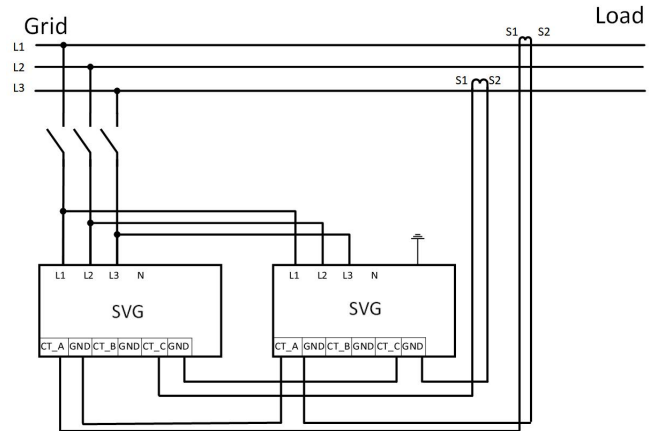 Grid
Load
S1 S2
L1
L2
S1 S2
L3
L1 L2 L3 N
L1 L2 L3 N
SVG
SVG
CT_A GND CT_B GND CT_C GND
CT_A GND CT_B GND CT_C GND